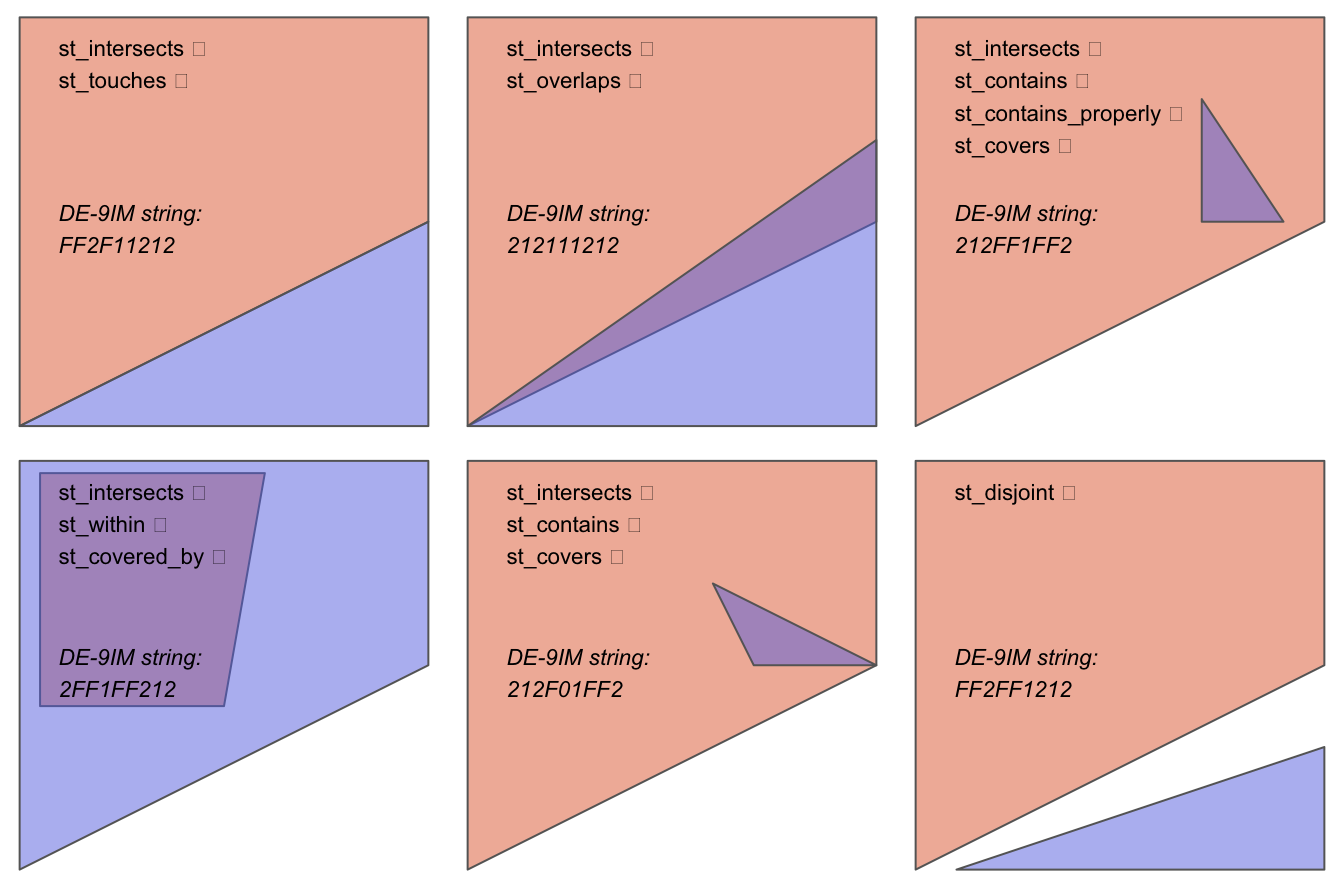 st_intersects □
st_touches □
DE-9IM string:
FF2F11212
st_intersects □
st_overlaps □
DE-9IM string:
212111212
st_intersects □
st_contains □
st_contains_properly □
st_covers □
DE-9IM string:
212FF1FF2
st_intersects □
st_within □
st_covered_by □
DE-9IM string:
2FF1FF212
st_intersects □
st_contains □
st_covers □
DE-9IM string:
212F01FF2
st_disjoint □
DE-9IM string:
FF2FF1212